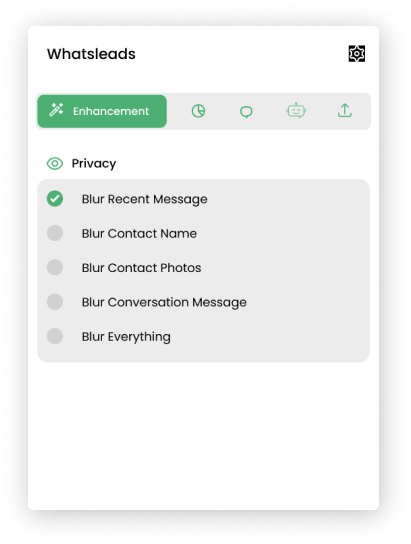 Whatsleads
Enhancement
Privacy
Blur Recent Message
Blur Contact Name
Blur Contact Photos
Blur Conversation Message
Blur Everything